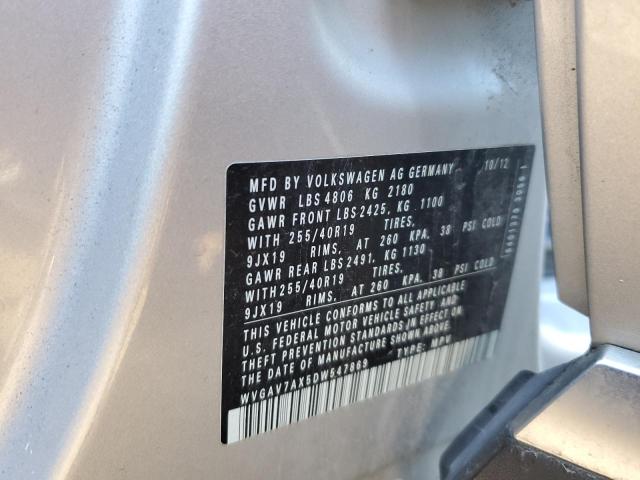 MFD BY VOLKSWAGEN AG GERMANY 10/12
GVWR LBS 4806 KG 2180
GAWR FRONT LBS 2425, KG 1100
WITH 255/40R19 TIRES,
9JX19 RIMS, AT 260 KPA, 38 PSI COLD
GAWR REAR LBS 2491, KG 1130
WITH 255/40R19 TIRES,
9JX19 RIMS, AT 260 KPA, 38 PSI COLD
THIS VEHICLE CONFORMS TO ALL APPLICABLE
U.S. FEDERAL MOTOR VEHICLE SAFETY AND
THEFT PREVENTION STANDARDS IN EFFECT ON
THE DATE OF MANUFACTURE SHOWN ABOVE.
WVGAV7AX5DW547869 TYPE: MPV